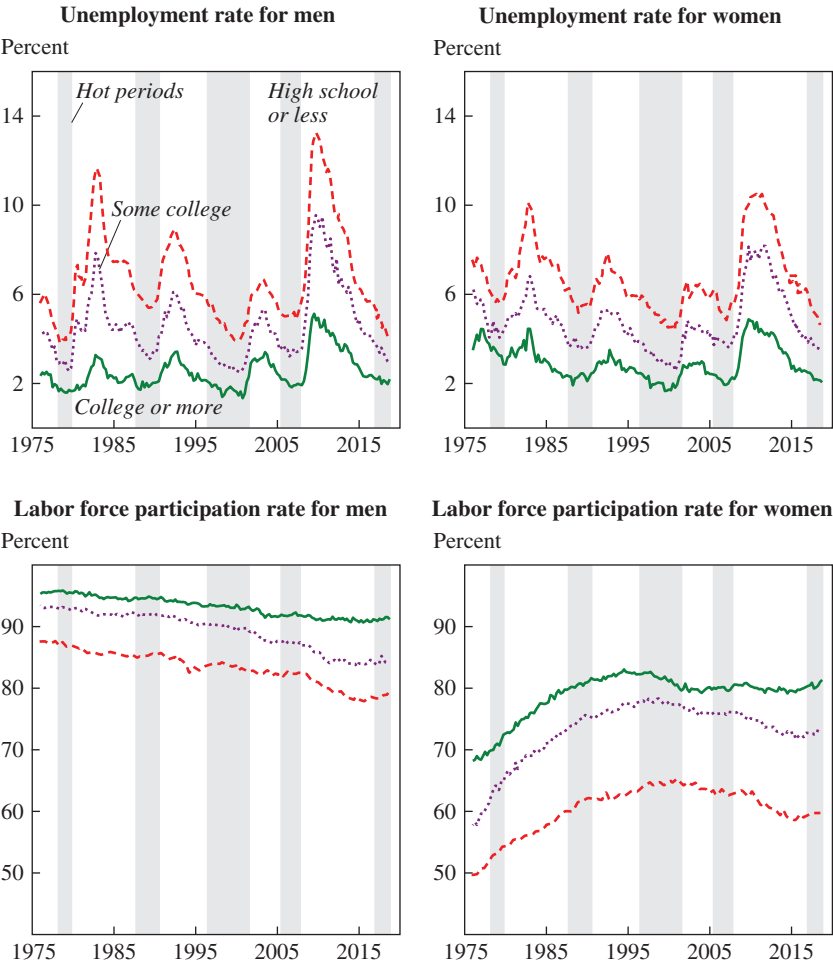 Unemployment rate for men
Percent
Hot periods
High school
or less
14
10
Some college
6
2
College or more
1975 1985 1995 2005 2015
Unemployment rate for women
Percent
14
10
6
2
1975 1985 1995 2005 2015
Labor force participation rate for men
Percent
90
80
70
60
50
1975 1985 1995 2005 2015
Labor force participation rate for women
Percent
90
80
70
60
50
1975 1985 1995 2005 2015